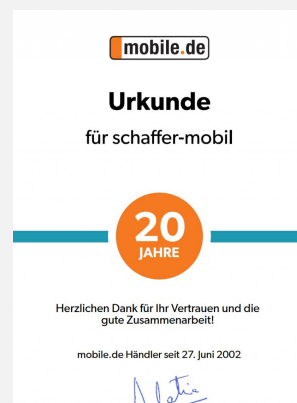 mobile.de
Urkunde
für schaffer-mobil
20
JAHRE
Herzlichen Dank für Ihr Vertrauen und die
gute Zusammenarbeit!
mobile.de Händler seit 27. Juni 2002